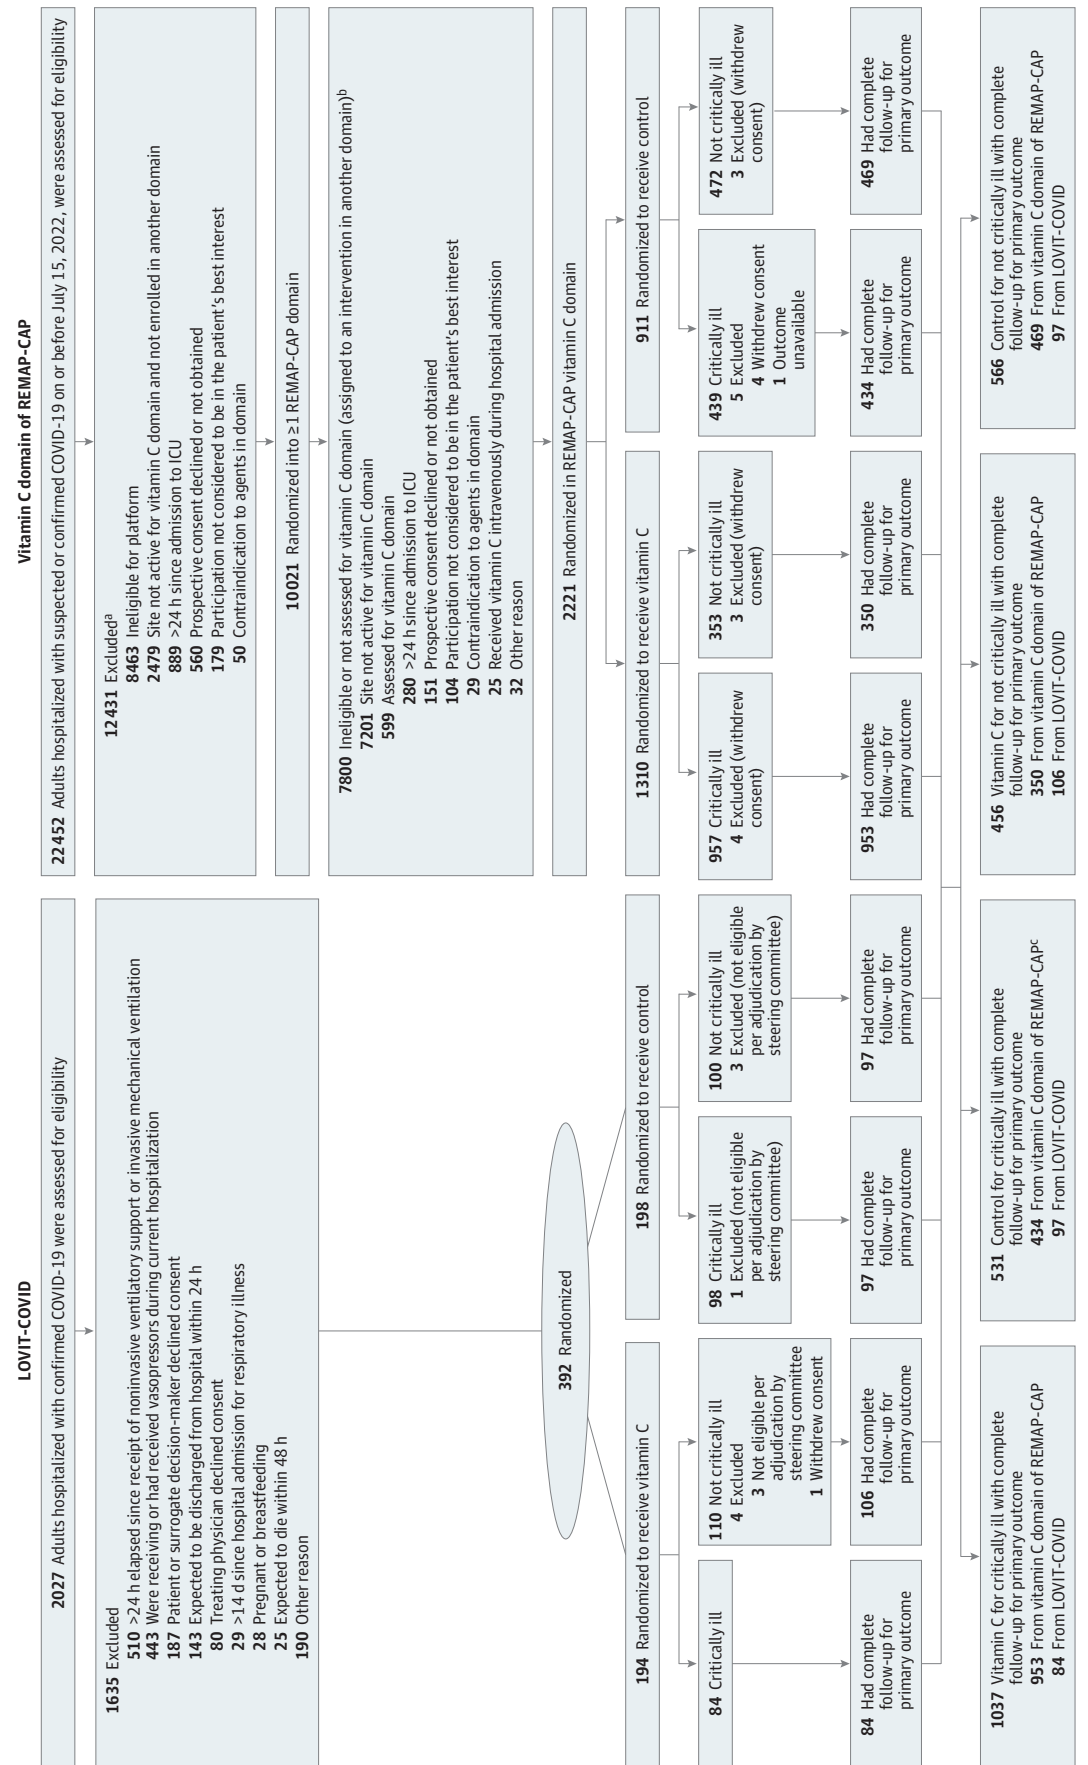 LOVIT-COVID
2027 Adults hospitalized with confirmed COVID-19 were assessed for eligibility
1635 Excluded
510 >24 h elapsed since receipt of noninvasive ventilatory support or invasive mechanical ventilation
443 Were receiving or had received vasopressors during current hospitalization
187 Patient or surrogate decision-maker declined consent
143 Expected to be discharged from hospital within 24 h
80 Treating physician declined consent
29 >14 d since hospital admission for respiratory illness
28 Pregnant or breastfeeding
25 Expected to die within 48 h
190 Other reason
392 Randomized
194 Randomized to receive vitamin C
84 Critically ill
84 Had complete
follow-up for
primary outcome
110 Not critically ill
4 Excluded
3 Not eligible per
adjudication by
steering committee
1 Withdrew consent
106 Had complete
follow-up for
primary outcome
198 Randomized to receive control
98 Critically ill
1 Excluded (not eligible
per adjudication by
steering committee)
97 Had complete
follow-up for
primary outcome
100 Not critically ill
3 Excluded (not eligible
per adjudication by
steering committee)
97 Had complete
follow-up for
primary outcome
Vitamin C domain of REMAP-CAP
22 452 Adults hospitalized with suspected or confirmed COVID-19 on or before July 15, 2022, were assessed for eligibility
12 431 Excludedᵃ
8463 Ineligible for platform
2479 Site not active for vitamin C domain and not enrolled in another domain
889 >24 h since admission to ICU
560 Prospective consent declined or not obtained
179 Participation not considered to be in the patient's best interest
50 Contraindication to agents in domain
10 021 Randomized into ≥1 REMAP-CAP domain
7800 Ineligible or not assessed for vitamin C domain (assigned to an intervention in another domain)ᵇ
7201 Site not active for vitamin C domain
599 Assessed for vitamin C domain
280 >24 h since admission to ICU
151 Prospective consent declined or not obtained
104 Participation not considered to be in the patient's best interest
29 Contraindication to agents in domain
25 Received vitamin C intravenously during hospital admission
32 Other reason
2221 Randomized in REMAP-CAP vitamin C domain
1310 Randomized to receive vitamin C
957 Critically ill
4 Excluded (withdrew
consent)
953 Had complete
follow-up for
primary outcome
353 Not critically ill
3 Excluded (withdrew
consent)
350 Had complete
follow-up for
primary outcome
911 Randomized to receive control
439 Critically ill
5 Excluded
4 Withdrew consent
1 Outcome
unavailable
434 Had complete
follow-up for
primary outcome
472 Not critically ill
3 Excluded (withdrew
consent)
469 Had complete
follow-up for
primary outcome
1037 Vitamin C for critically ill with complete
follow-up for primary outcome
953 From vitamin C domain of REMAP-CAP
84 From LOVIT-COVID
531 Control for critically ill with complete
follow-up for primary outcome
434 From vitamin C domain of REMAP-CAPᶜ
97 From LOVIT-COVID
456 Vitamin C for not critically ill with complete
follow-up for primary outcome
350 From vitamin C domain of REMAP-CAP
106 From LOVIT-COVID
566 Control for not critically ill with complete
follow-up for primary outcome
469 From vitamin C domain of REMAP-CAP
97 From LOVIT-COVID